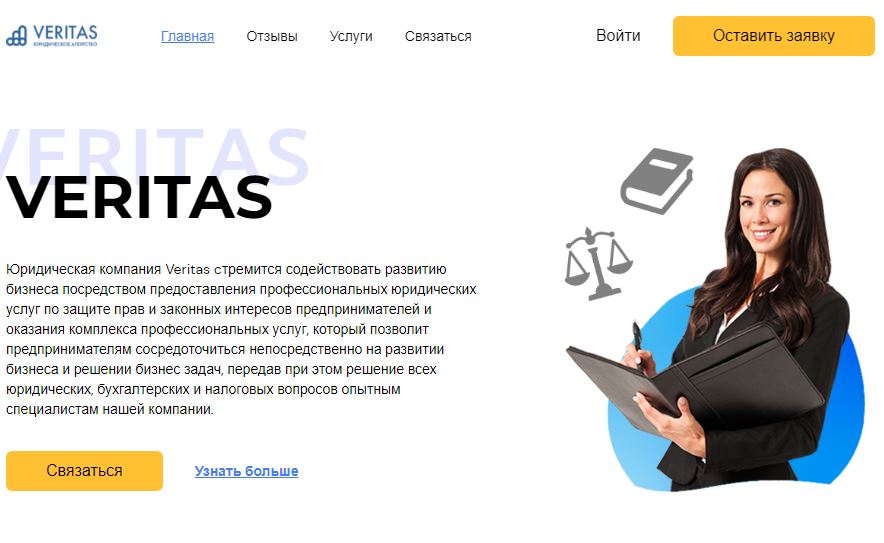 VERITAS
ЮРИДИЧЕСКОЕ АГЕНТСТВО
Главная
Отзывы
Услуги
Связаться
Войти
Оставить заявку
VERITAS
VERITAS
Юридическая компания Veritas стремится содействовать развитию
бизнеса посредством предоставления профессиональных юридических
услуг по защите прав и законных интересов предпринимателей и
оказания комплекса профессиональных услуг, который позволит
предпринимателям сосредоточиться непосредственно на развитии
бизнеса и решении бизнес задач, передав при этом решение всех
юридических, бухгалтерских и налоговых вопросов опытным
специалистам нашей компании.
Связаться
Узнать больше